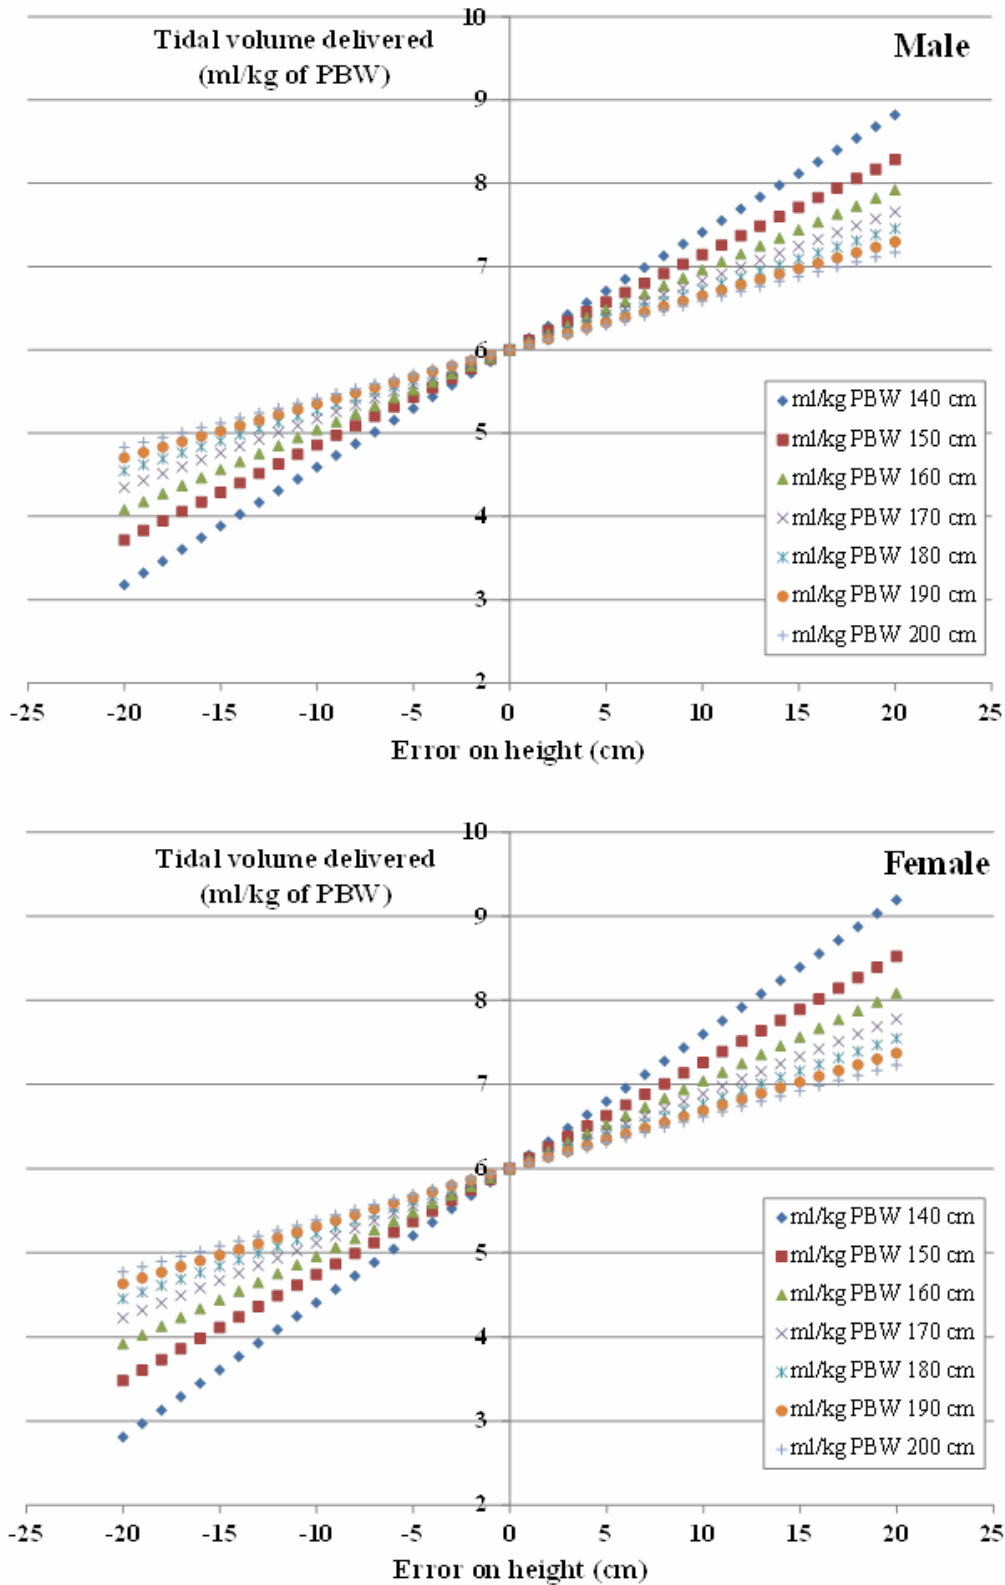 10
Tidal volume delivered
(ml/kg of PBW)
Male
9
8
7
6
5
4
3
2
ml/kg PBW 140 cm
ml/kg PBW 150 cm
ml/kg PBW 160 cm
ml/kg PBW 170 cm
ml/kg PBW 180 cm
ml/kg PBW 190 cm
ml/kg PBW 200 cm
-25 -20 -15 -10 -5 0 5 10 15 20 25
Error on height (cm)
10
Tidal volume delivered
(ml/kg of PBW)
Female
9
8
7
6
5
4
3
2
ml/kg PBW 140 cm
ml/kg PBW 150 cm
ml/kg PBW 160 cm
ml/kg PBW 170 cm
ml/kg PBW 180 cm
ml/kg PBW 190 cm
ml/kg PBW 200 cm
-25 -20 -15 -10 -5 0 5 10 15 20 25
Error on height (cm)